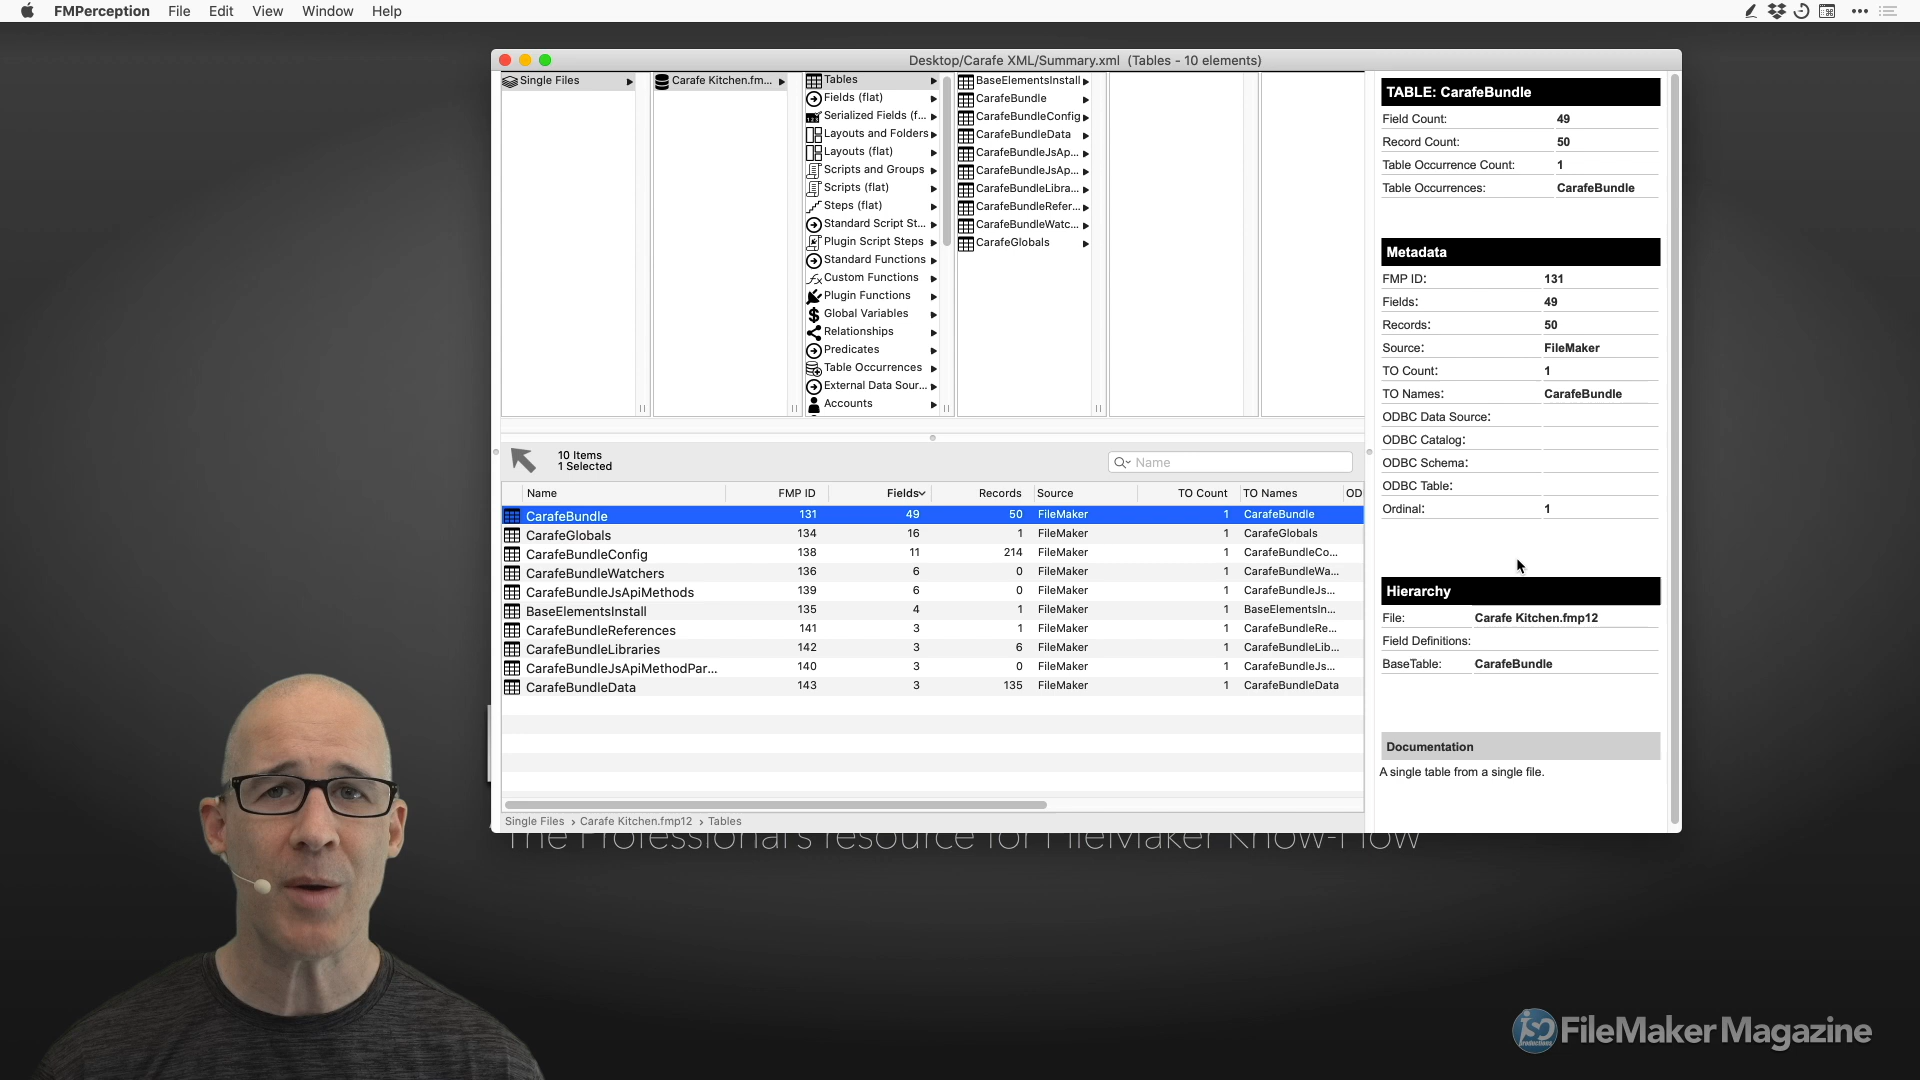 FMPerception File Edit View Window Help
Desktop/Carafe XML/Summary.xml (Tables - 10 elements)
Single Files
Carafe Kitchen.fm...
Tables
Fields (flat)
Serialized Fields (f...
Layouts and Folders
Layouts (flat)
Scripts and Groups
Scripts (flat)
Steps (flat)
Standard Script St...
Plugin Script Steps
Standard Functions
Custom Functions
Plugin Functions
Global Variables
Relationships
Predicates
Table Occurrences
External Data Sour...
Accounts
BaseElementsInstall
CarafeBundle
CarafeBundleConfig
CarafeBundleData
CarafeBundleJsAp...
CarafeBundleJsAp...
CarafeBundleLibra...
CarafeBundleRefer...
CarafeBundleWatc...
CarafeGlobals
10 Items
1 Selected
Name
Name FMP ID Fields Records Source TO Count TO Names OD
CarafeBundle 131 49 50 FileMaker 1 CarafeBundle
CarafeGlobals 134 16 1 FileMaker 1 CarafeGlobals
CarafeBundleConfig 138 11 214 FileMaker 1 CarafeBundleCo...
CarafeBundleWatchers 136 6 0 FileMaker 1 CarafeBundleWa...
CarafeBundleJsApiMethods 139 6 0 FileMaker 1 CarafeBundleJs...
BaseElementsInstall 135 4 1 FileMaker 1 BaseElementsIn...
CarafeBundleReferences 141 3 1 FileMaker 1 CarafeBundleRe...
CarafeBundleLibraries 142 3 6 FileMaker 1 CarafeBundleLib...
CarafeBundleJsApiMethodPar... 140 3 0 FileMaker 1 CarafeBundleJs...
CarafeBundleData 143 3 135 FileMaker 1 CarafeBundleData
Single Files › Carafe Kitchen.fmp12 › Tables
TABLE: CarafeBundle
Field Count: 49
Record Count: 50
Table Occurrence Count: 1
Table Occurrences: CarafeBundle
Metadata
FMP ID: 131
Fields: 49
Records: 50
Source: FileMaker
TO Count: 1
TO Names: CarafeBundle
ODBC Data Source:
ODBC Catalog:
ODBC Schema:
ODBC Table:
Ordinal: 1
Hierarchy
File: Carafe Kitchen.fmp12
Field Definitions:
BaseTable: CarafeBundle
Documentation
A single table from a single file.
The Professional's resource for FileMaker Know-How
FileMaker Magazine